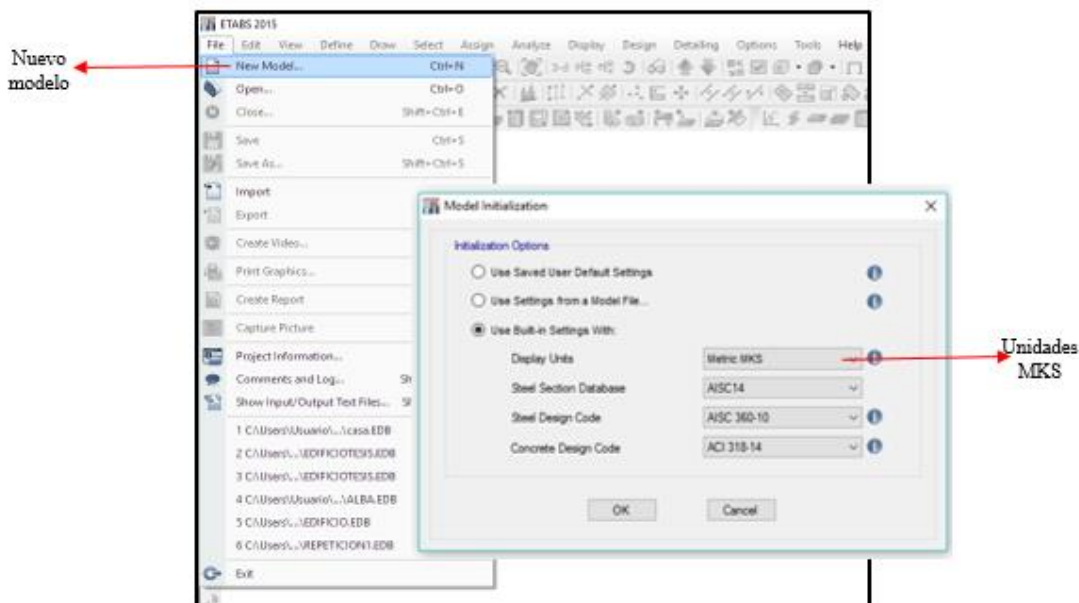 ETABS 2015
File Edit View Define Draw Select Assign Analyze Display Design Detailing Options Tools Help
Nuevo
modelo
New Model... Ctrl+N
Open... Ctrl+O
Close... Shift+Ctrl+E
Save Ctrl+S
Save As... Shift+Ctrl+S
Import
Export
Create Video...
Print Graphics...
Create Report
Capture Picture
Project Information...
Comments and Log... Sh
Show Input/Output Text Files... Sh
1 C:\Users\Usuario\...\casa.EDB
2 C:\Users\...\EDIFICIOTESIS.EDB
3 C:\Users\...\EDIFICIOTESIS.EDB
4 C:\Users\Usuario\...\ALBA.EDB
5 C:\Users\...\EDIFICIO.EDB
6 C:\Users\...\REPETICION1.EDB
Exit
Model Initialization
Initialization Options
Use Saved User Default Settings
Use Settings from a Model File...
Use Built-in Settings With:
Display Units Metric MKS
Steel Section Database AISC14
Steel Design Code AISC 360-10
Concrete Design Code ACI 318-14
OK Cancel
Unidades
MKS